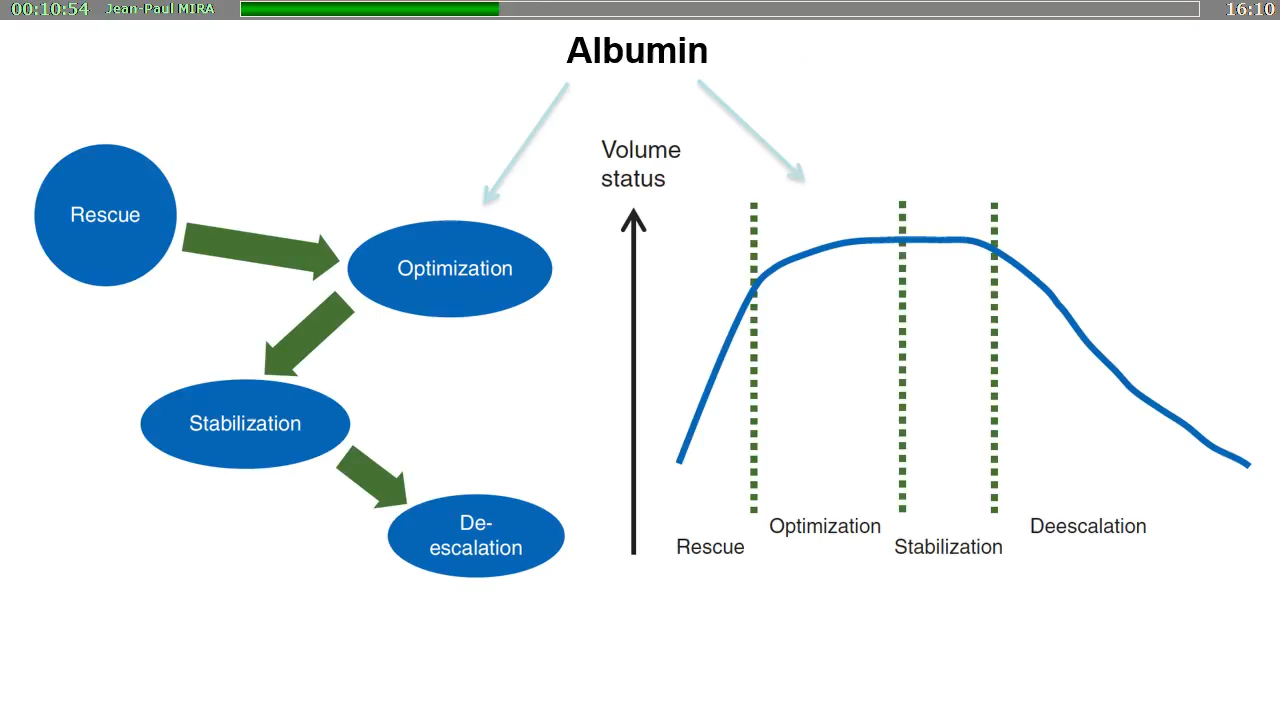 00:10:54 Jean-Paul MIRA 16:10
Albumin
Rescue
Optimization
Stabilization
De-
escalation
Volume
status
Rescue
Optimization
Stabilization
Deescalation